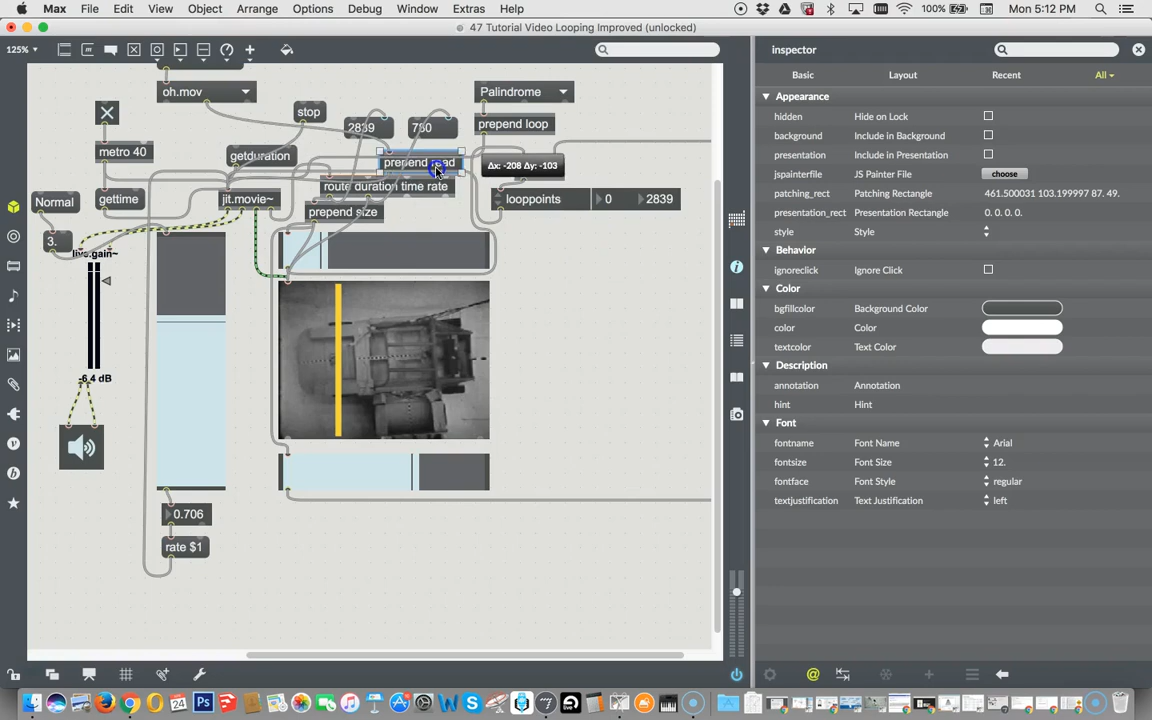 Max File Edit View Object Arrange Options Debug Window Extras Help 100% Mon 5:12 PM
47 Tutorial Video Looping Improved (unlocked)
125%
oh.mov
stop
2839
Palindrome
prepend loop
metro 40
getduration
Δx: -208 Δy: -103
route duration time rate
Normal
gettime
jit.movie~
prepend size
looppoints 0 2839
3.
live.gain~
-6.4 dB
0.706
rate $1
inspector
Basic Layout Recent All
Appearance
hidden Hide on Lock
background Include in Background
presentation Include in Presentation
jspainterfile JS Painter File choose
patching_rect Patching Rectangle 461.500031 103.199997 87. 49.
presentation_rect Presentation Rectangle 0. 0. 0. 0.
style Style
Behavior
ignoreclick Ignore Click
Color
bgfillcolor Background Color
color Color
textcolor Text Color
Description
annotation Annotation
hint Hint
Font
fontname Font Name Arial
fontsize Font Size 12.
fontface Font Style regular
textjustification Text Justification left